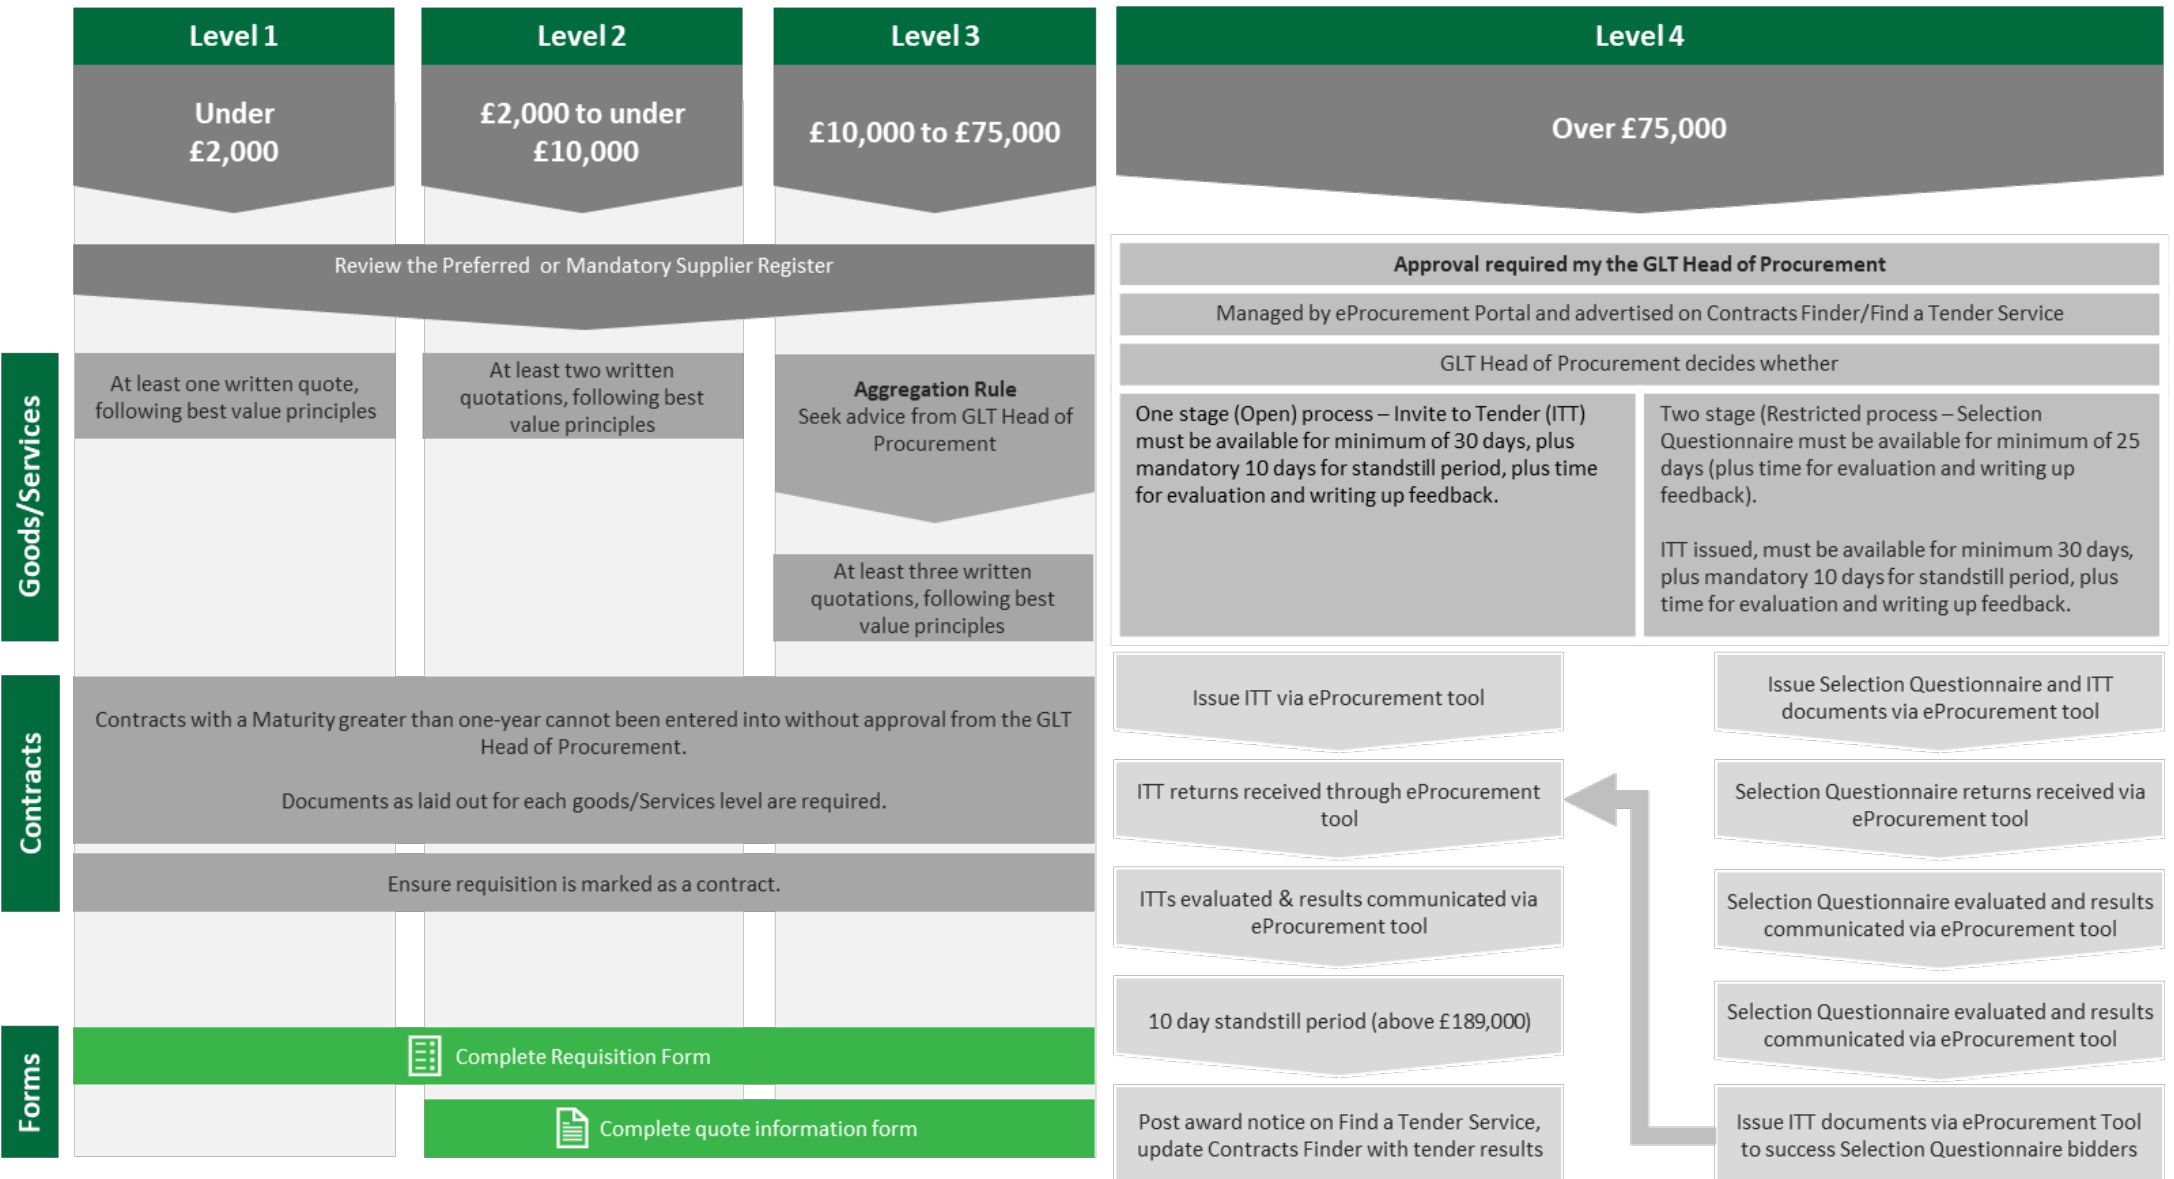 Level 1
Level 2
Level 3
Level 4
Under
£2,000
£2,000 to under
£10,000
£10,000 to £75,000
Over £75,000
Review the Preferred or Mandatory Supplier Register
Goods/Services
At least one written quote,
following best value principles
At least two written
quotations, following best
value principles
Aggregation Rule
Seek advice from GLT Head of
Procurement
At least three written
quotations, following best
value principles
Contracts
Contracts with a Maturity greater than one-year cannot been entered into without approval from the GLT
Head of Procurement.
Documents as laid out for each goods/Services level are required.
Ensure requisition is marked as a contract.
Forms
Complete Requisition Form
Complete quote information form
Approval required my the GLT Head of Procurement
Managed by eProcurement Portal and advertised on Contracts Finder/Find a Tender Service
GLT Head of Procurement decides whether
One stage (Open) process – Invite to Tender (ITT)
must be available for minimum of 30 days, plus
mandatory 10 days for standstill period, plus time
for evaluation and writing up feedback.
Two stage (Restricted process – Selection
Questionnaire must be available for minimum of 25
days (plus time for evaluation and writing up
feedback).
ITT issued, must be available for minimum 30 days,
plus mandatory 10 days for standstill period, plus
time for evaluation and writing up feedback.
Issue ITT via eProcurement tool
ITT returns received through eProcurement
tool
ITTs evaluated & results communicated via
eProcurement tool
10 day standstill period (above £189,000)
Post award notice on Find a Tender Service,
update Contracts Finder with tender results
Issue Selection Questionnaire and ITT
documents via eProcurement tool
Selection Questionnaire returns received via
eProcurement tool
Selection Questionnaire evaluated and results
communicated via eProcurement tool
Selection Questionnaire evaluated and results
communicated via eProcurement tool
Issue ITT documents via eProcurement Tool
to success Selection Questionnaire bidders